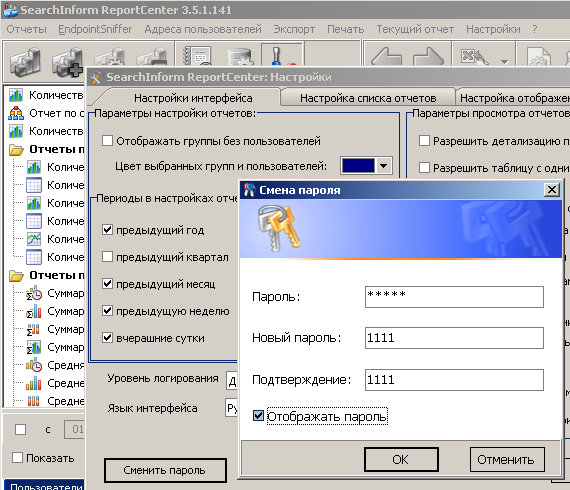 SearchInform ReportCenter 3.5.1.141
Отчеты EndpointSniffer Адреса пользователей Экспорт Печать Текущий отчет Настройки ?
SearchInform ReportCenter: Настройки
Настройки интерфейса
Настройка списка отчетов
Настройка отображен
Количеств
Отчет по с
Количеств
Отчеты п
Количе
Количе
Количе
Количе
Количе
Количе
Отчеты п
Суммар
Суммар
Суммар
Суммар
Средня
Средне
Средне
с 01
Показать
Пользователи
Параметры настройки отчетов:
Отображать группы без пользователей
Цвет выбранных групп и пользователей:
Периоды в настройках отче
предыдущий год
предыдущий квартал
предыдущий месяц
предыдущую неделю
вчерашние сутки
Уровень логирования Д
Язык интерфейса Ру
Сменить пароль
Параметры просмотра отчетов
Разрешить детализацию п
Разрешить таблицу с одни
Смена пароля
Пароль: *****
Новый пароль: 1111
Подтверждение: 1111
Отображать пароль
OK
Отменить